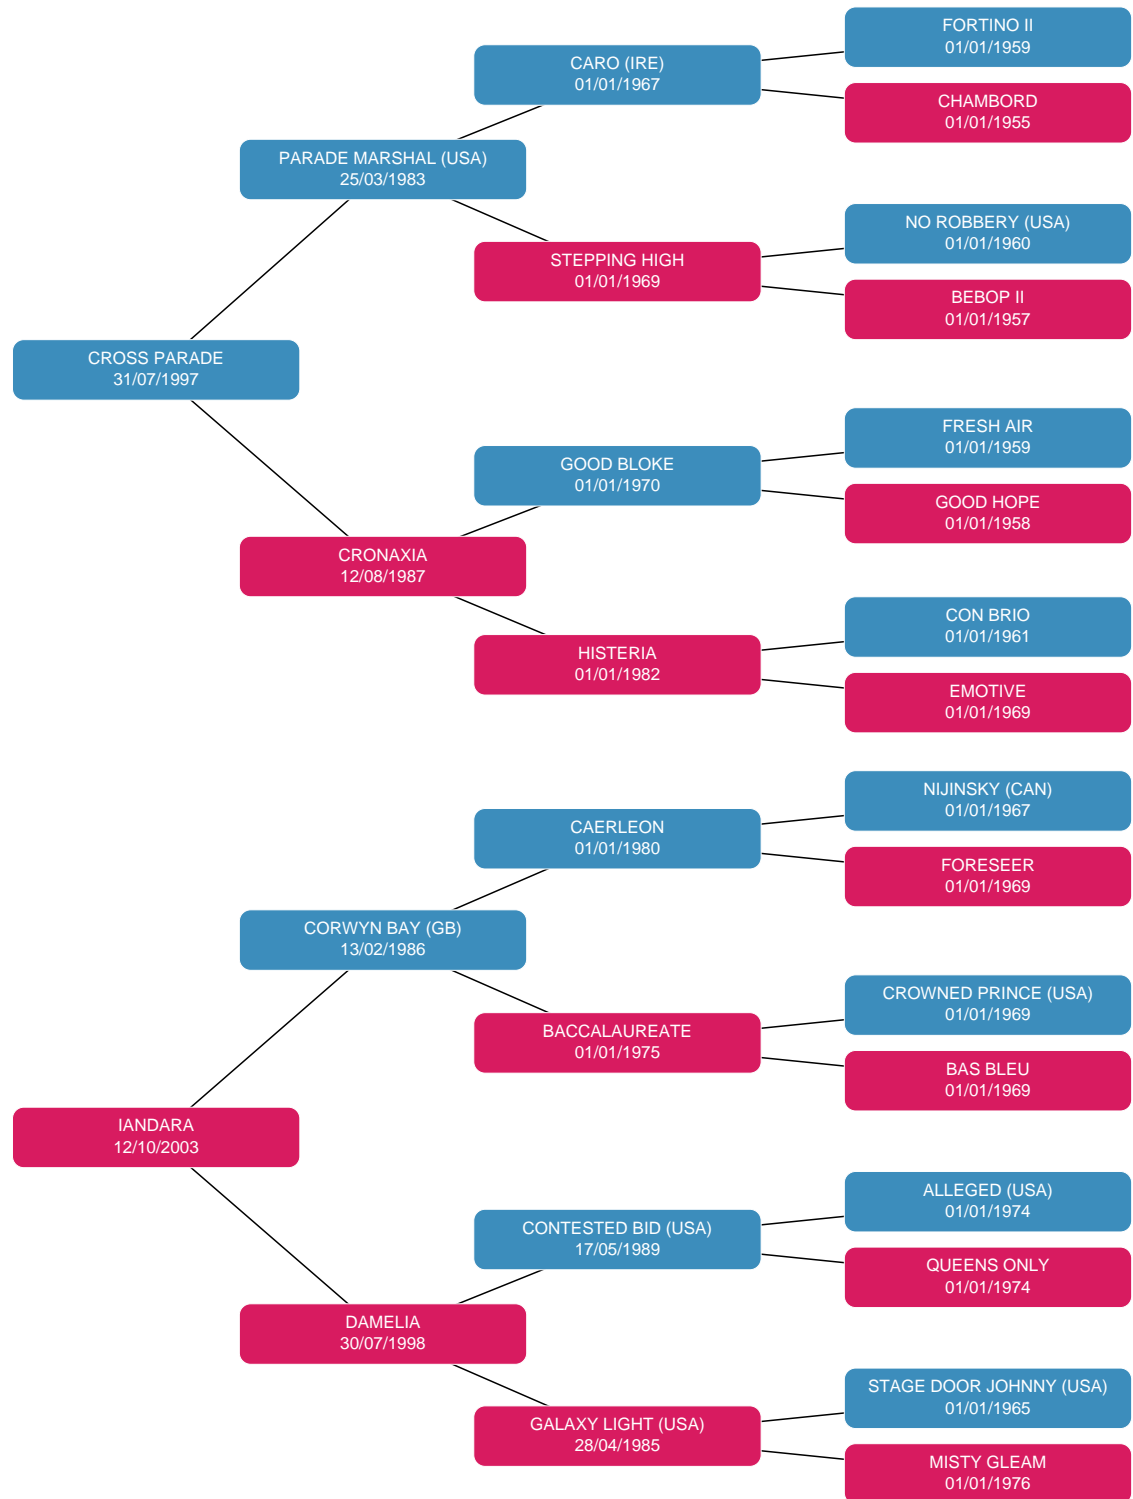 FORTINO II
01/01/1959
CARO (IRE)
01/01/1967
CHAMBORD
01/01/1955
PARADE MARSHAL (USA)
25/03/1983
NO ROBBERY (USA)
01/01/1960
STEPPING HIGH
01/01/1969
BEBOP II
01/01/1957
CROSS PARADE
31/07/1997
FRESH AIR
01/01/1959
GOOD BLOKE
01/01/1970
GOOD HOPE
01/01/1958
CRONAXIA
12/08/1987
CON BRIO
01/01/1961
HISTERIA
01/01/1982
EMOTIVE
01/01/1969
NIJINSKY (CAN)
01/01/1967
CAERLEON
01/01/1980
FORESEER
01/01/1969
CORWYN BAY (GB)
13/02/1986
CROWNED PRINCE (USA)
01/01/1969
BACCALAUREATE
01/01/1975
BAS BLEU
01/01/1969
IANDARA
12/10/2003
ALLEGED (USA)
01/01/1974
CONTESTED BID (USA)
17/05/1989
QUEENS ONLY
01/01/1974
DAMELIA
30/07/1998
STAGE DOOR JOHNNY (USA)
01/01/1965
GALAXY LIGHT (USA)
28/04/1985
MISTY GLEAM
01/01/1976